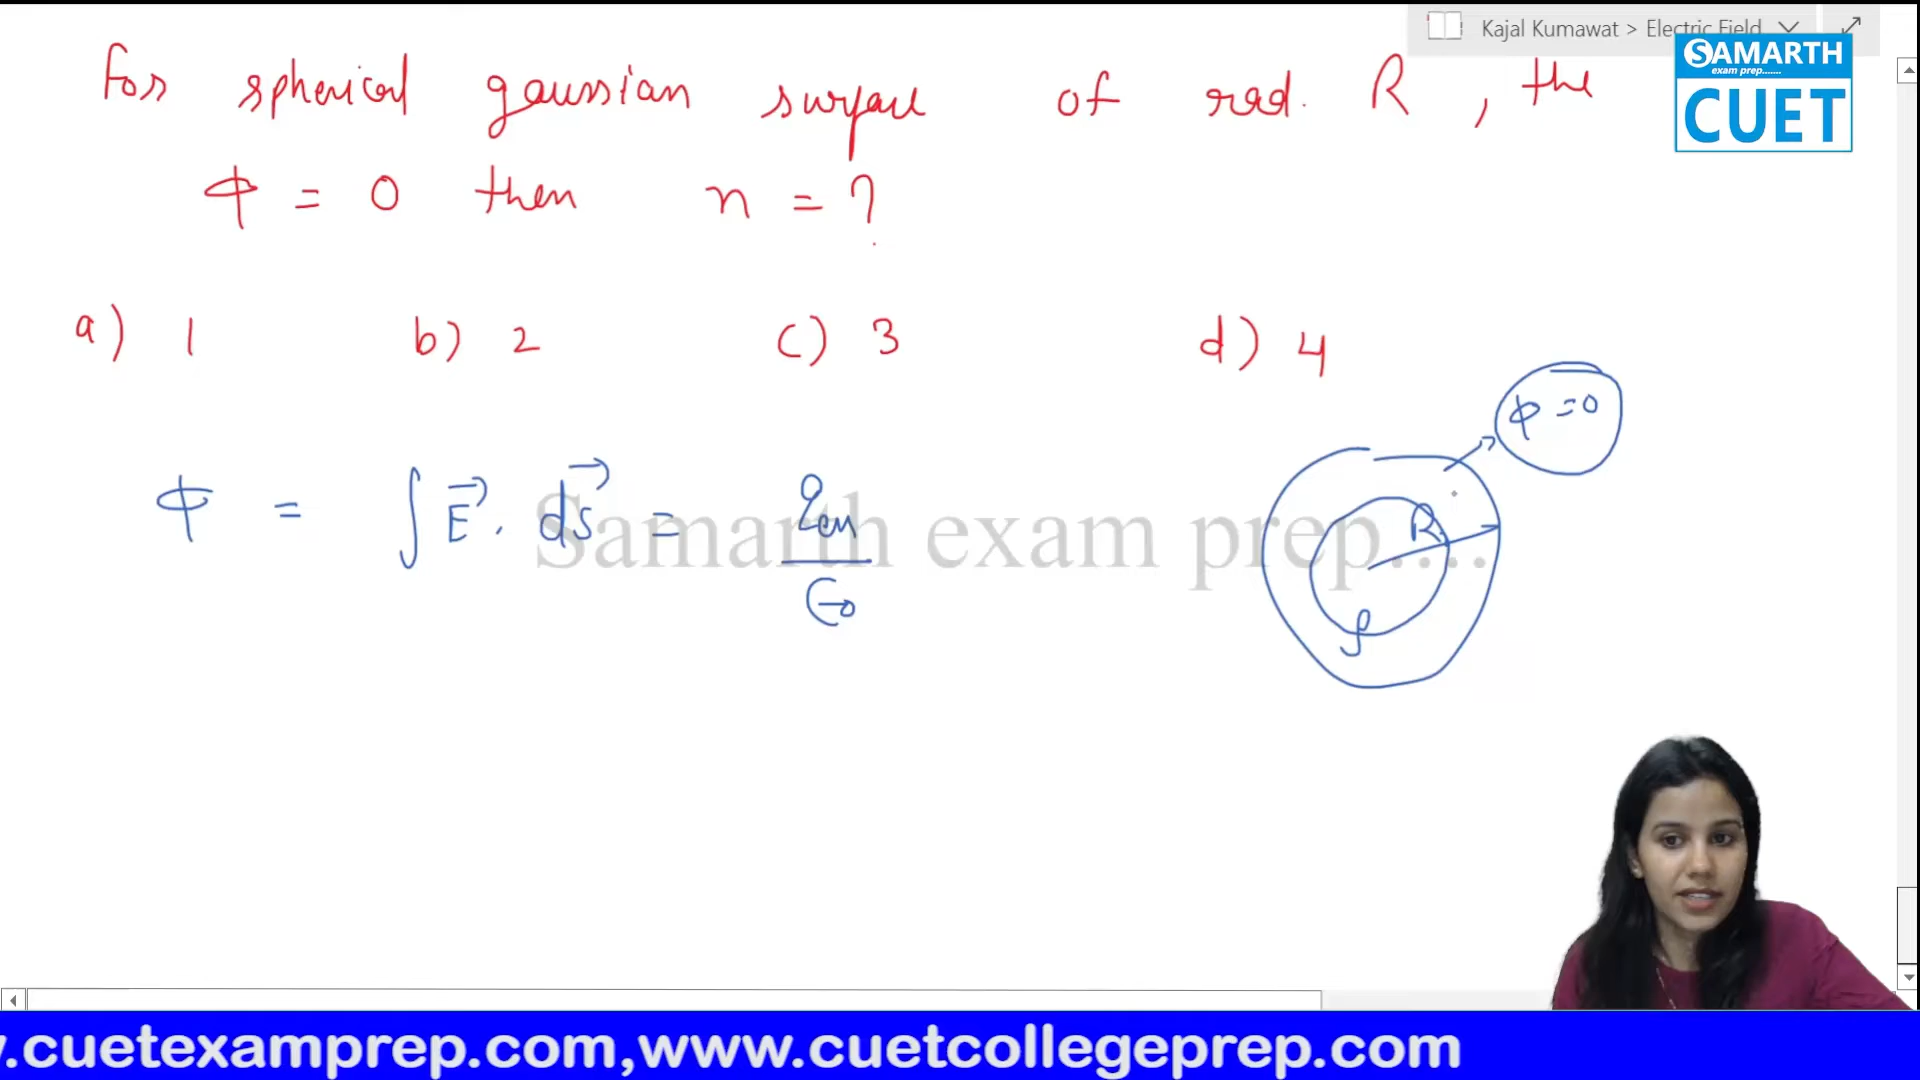 Kajal Kumawat > Electric Field
SAMARTH
exam prep.......
CUET
For spherical gaussian surface of rad. R, the
Φ = 0 then n = ?
a) 1 b) 2 c) 3 d) 4
Φ = 0
Φ = ∫ E⃗ . ds⃗ = qen / ε0
R
ρ
Samarth exam prep....
.cuetexamprep.com,www.cuetcollegeprep.com